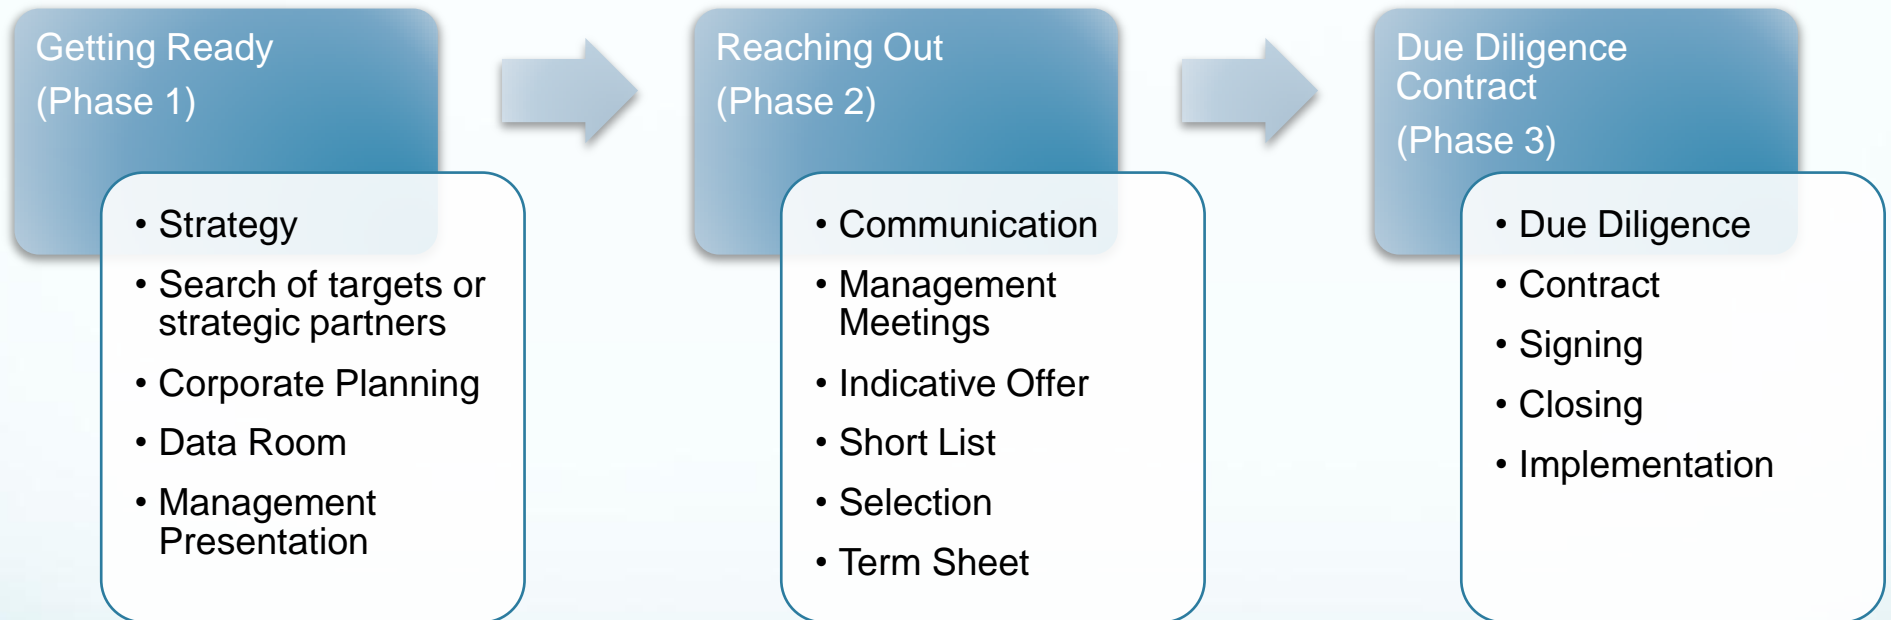 Getting Ready
(Phase 1)
• Strategy
• Search of targets or
strategic partners
• Corporate Planning
• Data Room
• Management
Presentation
Reaching Out
(Phase 2)
• Communication
• Management
Meetings
• Indicative Offer
• Short List
• Selection
• Term Sheet
Due Diligence
Contract
(Phase 3)
• Due Diligence
• Contract
• Signing
• Closing
• Implementation